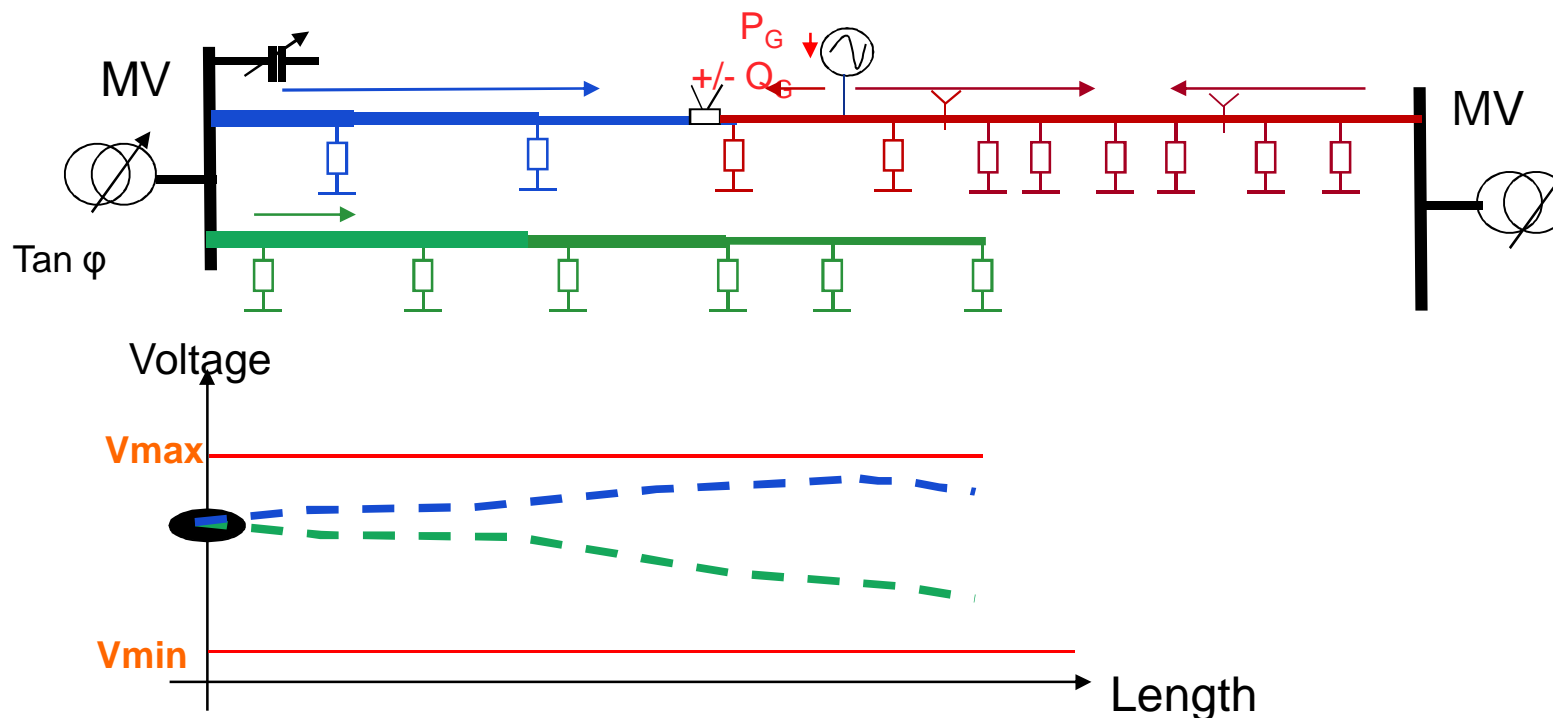 P_G
MV
+/- Q_G
MV
Tan φ
Voltage
Vmax
Vmin
Length